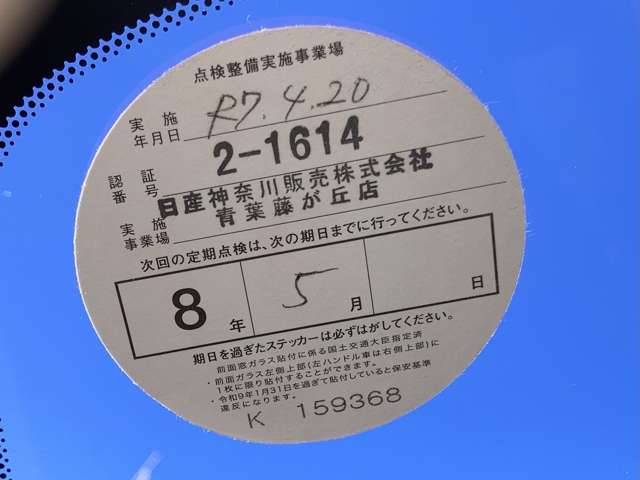 点検整備実施事業場
実施年月日 R7.4.20
認証番号 2-1614
実施事業場 日産神奈川販売株式会社
青葉藤が丘店
次回の定期点検は、次の期日までに行ってください。
8年 5月 日
期日を過ぎたステッカーは必ずはがしてください。
前面窓ガラス貼付に係る国土交通大臣指定済
・前面ガラス左側上部(左ハンドル車は右側上部)に
1枚に限り貼付することができます。
・令和9年1月31日を過ぎて貼付していると保安基準
違反になります。
K 159368